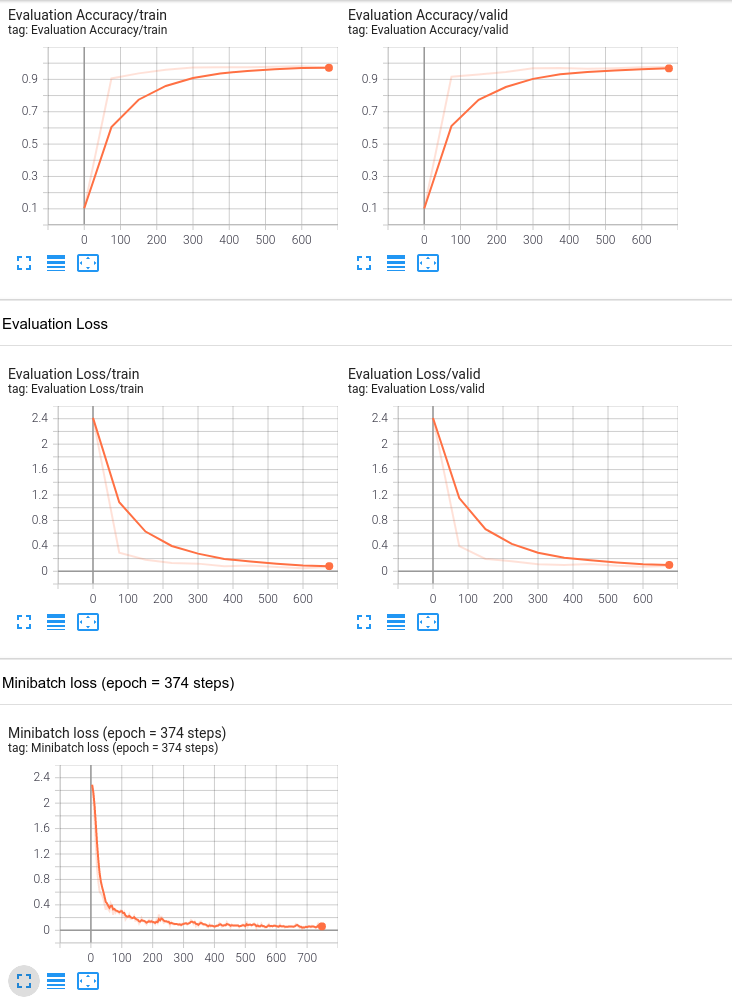 Evaluation Accuracy/train
tag: Evaluation Accuracy/train
0.9
0.7
0.5
0.3
0.1
0 100 200 300 400 500 600
Evaluation Accuracy/valid
tag: Evaluation Accuracy/valid
0.9
0.7
0.5
0.3
0.1
0 100 200 300 400 500 600
Evaluation Loss
Evaluation Loss/train
tag: Evaluation Loss/train
2.4
2
1.6
1.2
0.8
0.4
0
0 100 200 300 400 500 600
Evaluation Loss/valid
tag: Evaluation Loss/valid
2.4
2
1.6
1.2
0.8
0.4
0
0 100 200 300 400 500 600
Minibatch loss (epoch = 374 steps)
Minibatch loss (epoch = 374 steps)
tag: Minibatch loss (epoch = 374 steps)
2.4
2
1.6
1.2
0.8
0.4
0
0 100 200 300 400 500 600 700